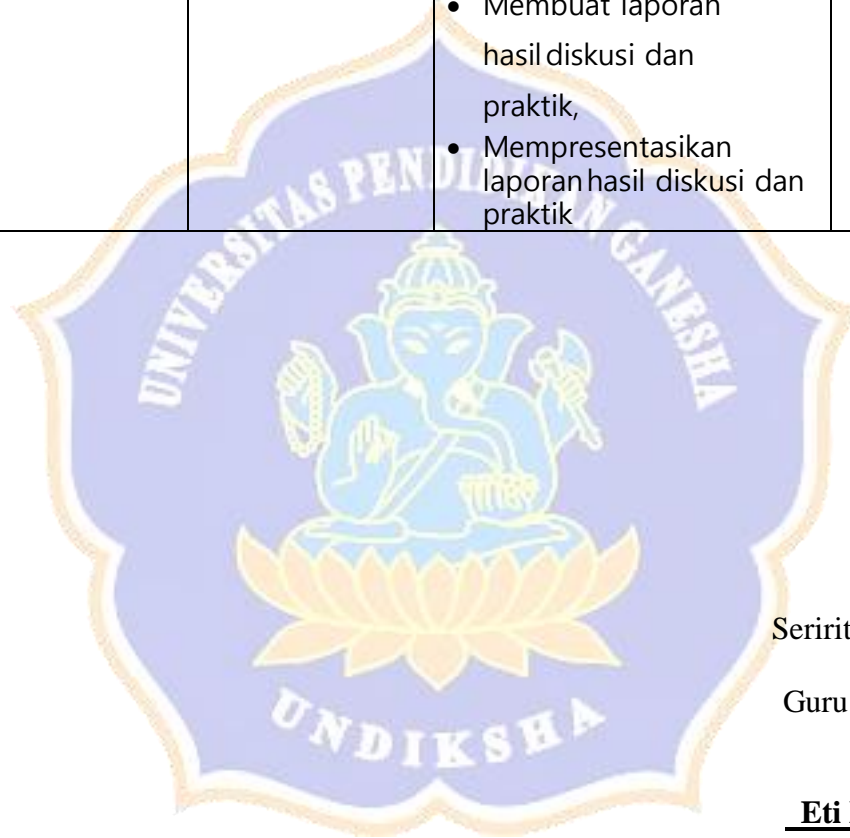 • Membuat laporan
hasil diskusi dan
praktik,
• Mempresentasikan
laporan hasil diskusi dan
praktik
UNIVERSITAS PENDIDIKAN GANESHA
UNDIKSHA
Seririt
Guru
Eti